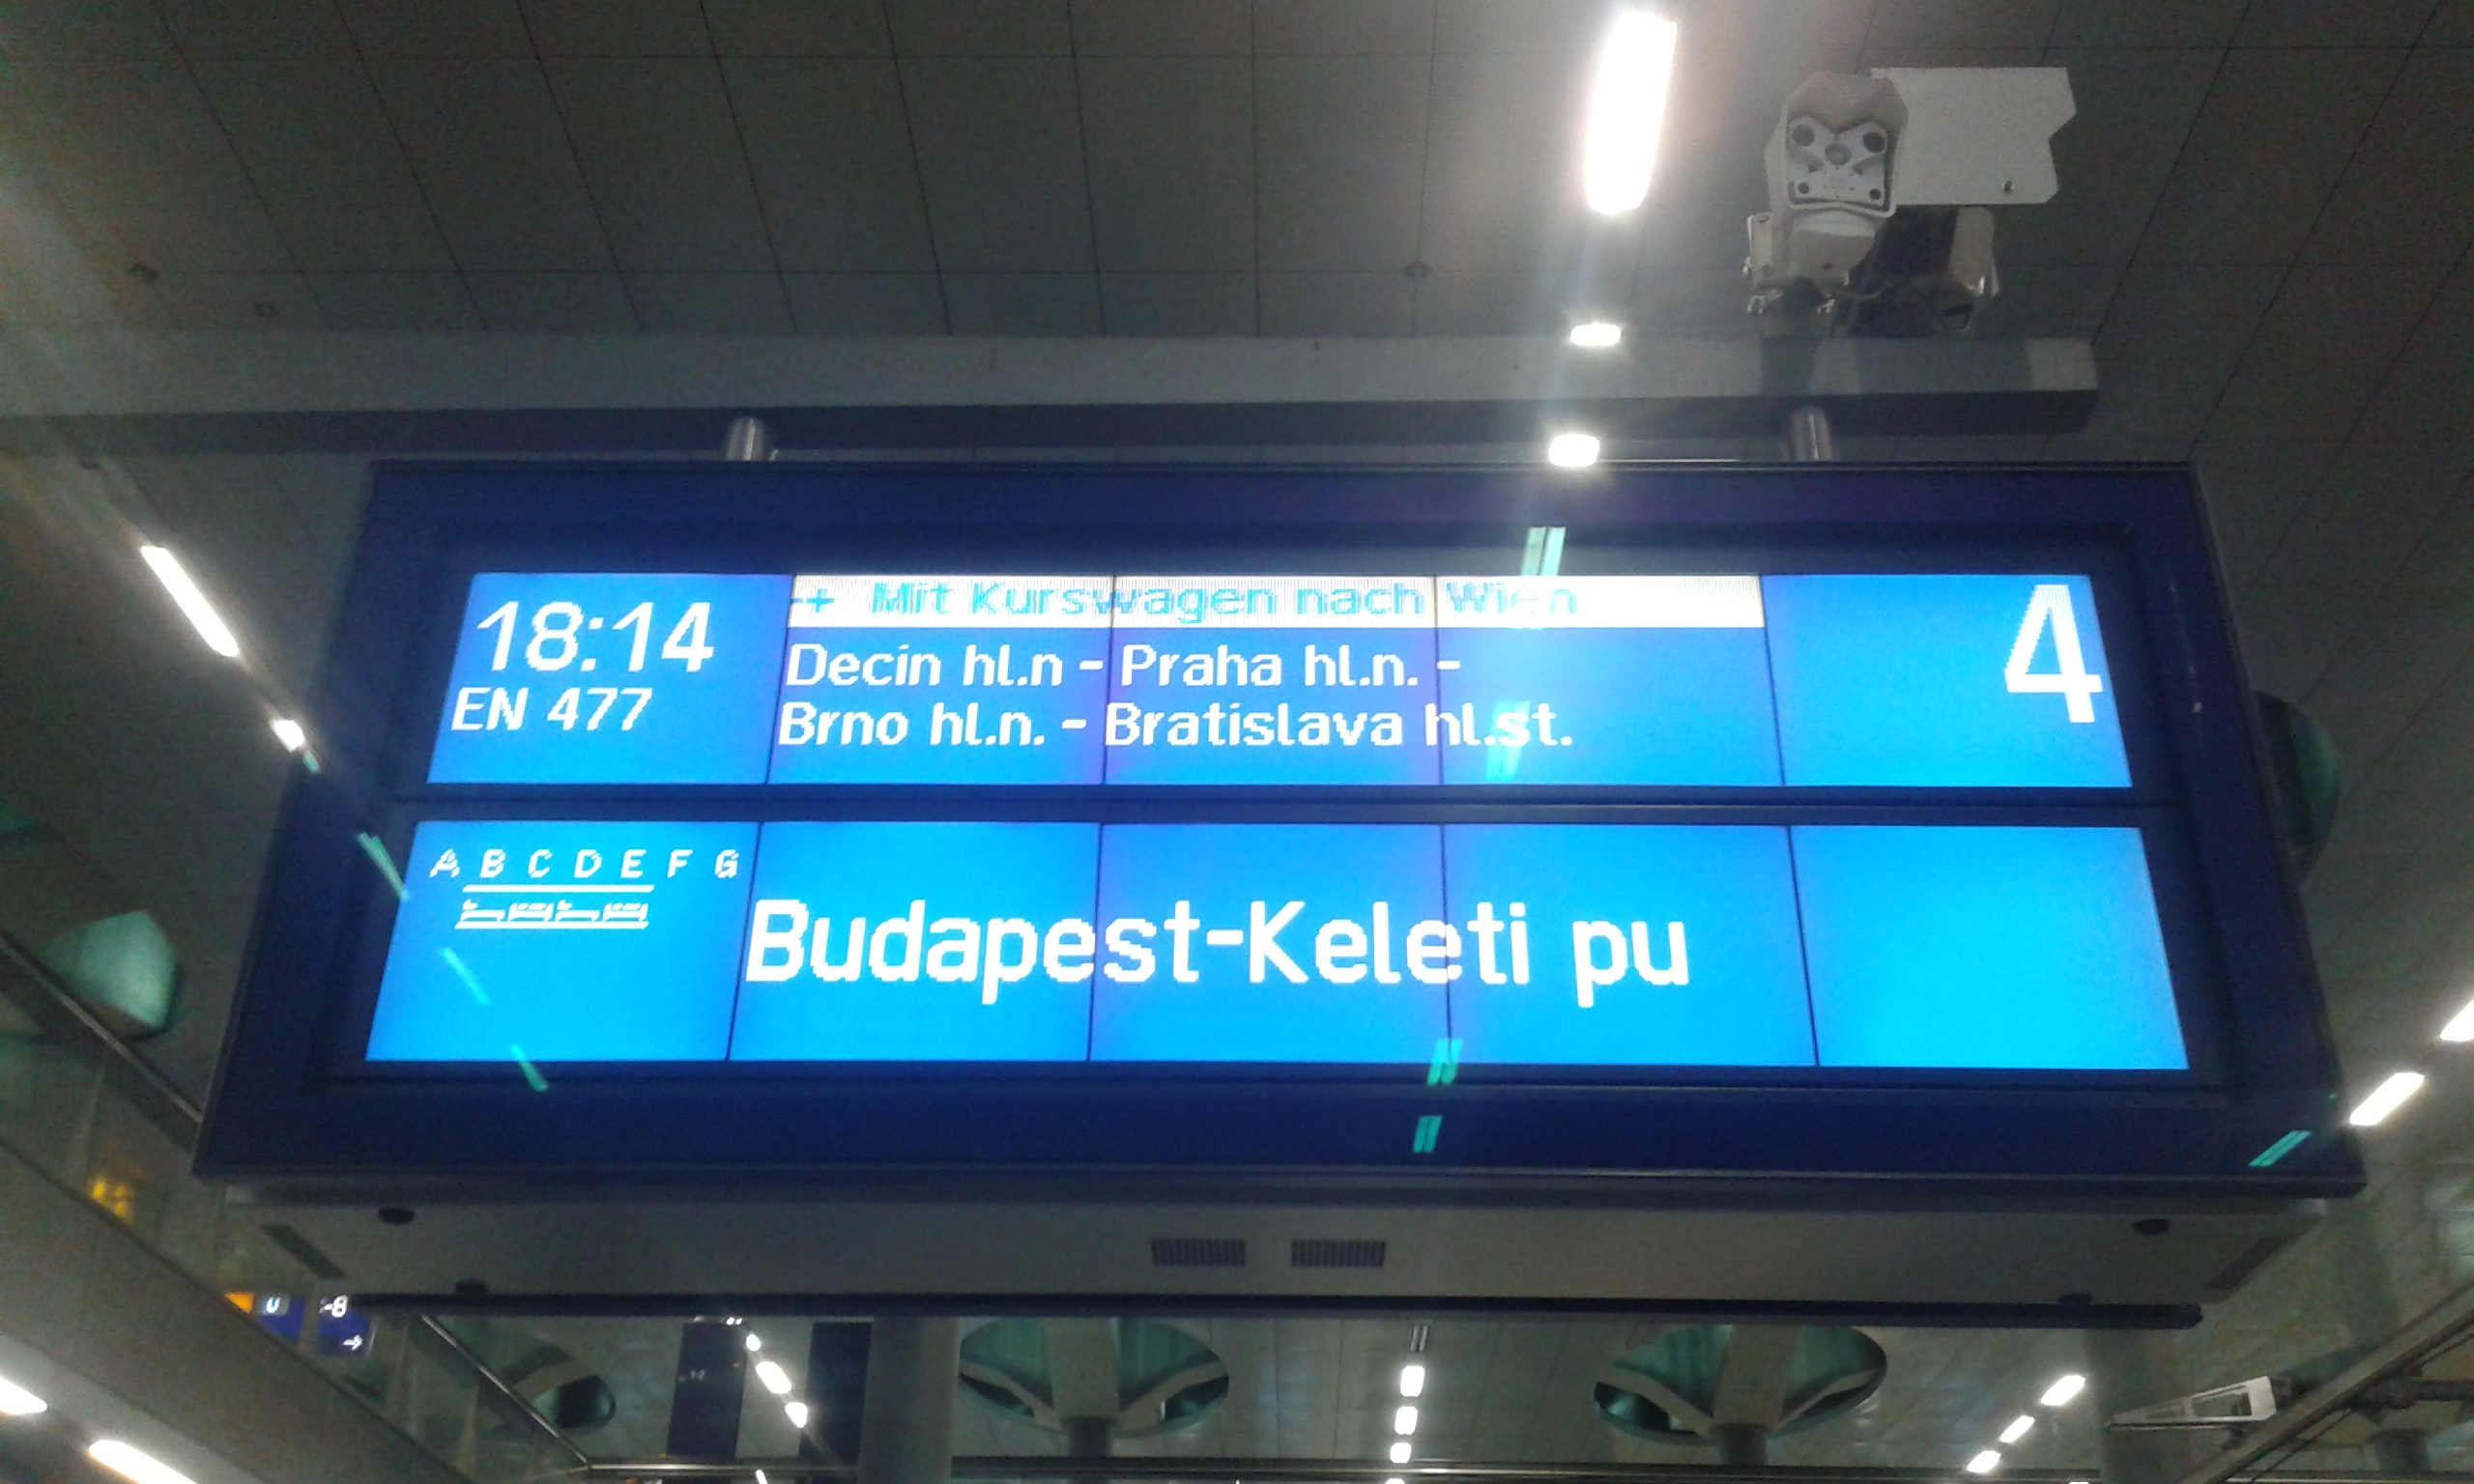 18:14
EN 477
++ Mit Kurswagen nach Wien
Decin hl.n - Praha hl.n. -
Brno hl.n. - Bratislava hl.st.
4
A B C D E F G
Budapest-Keleti pu